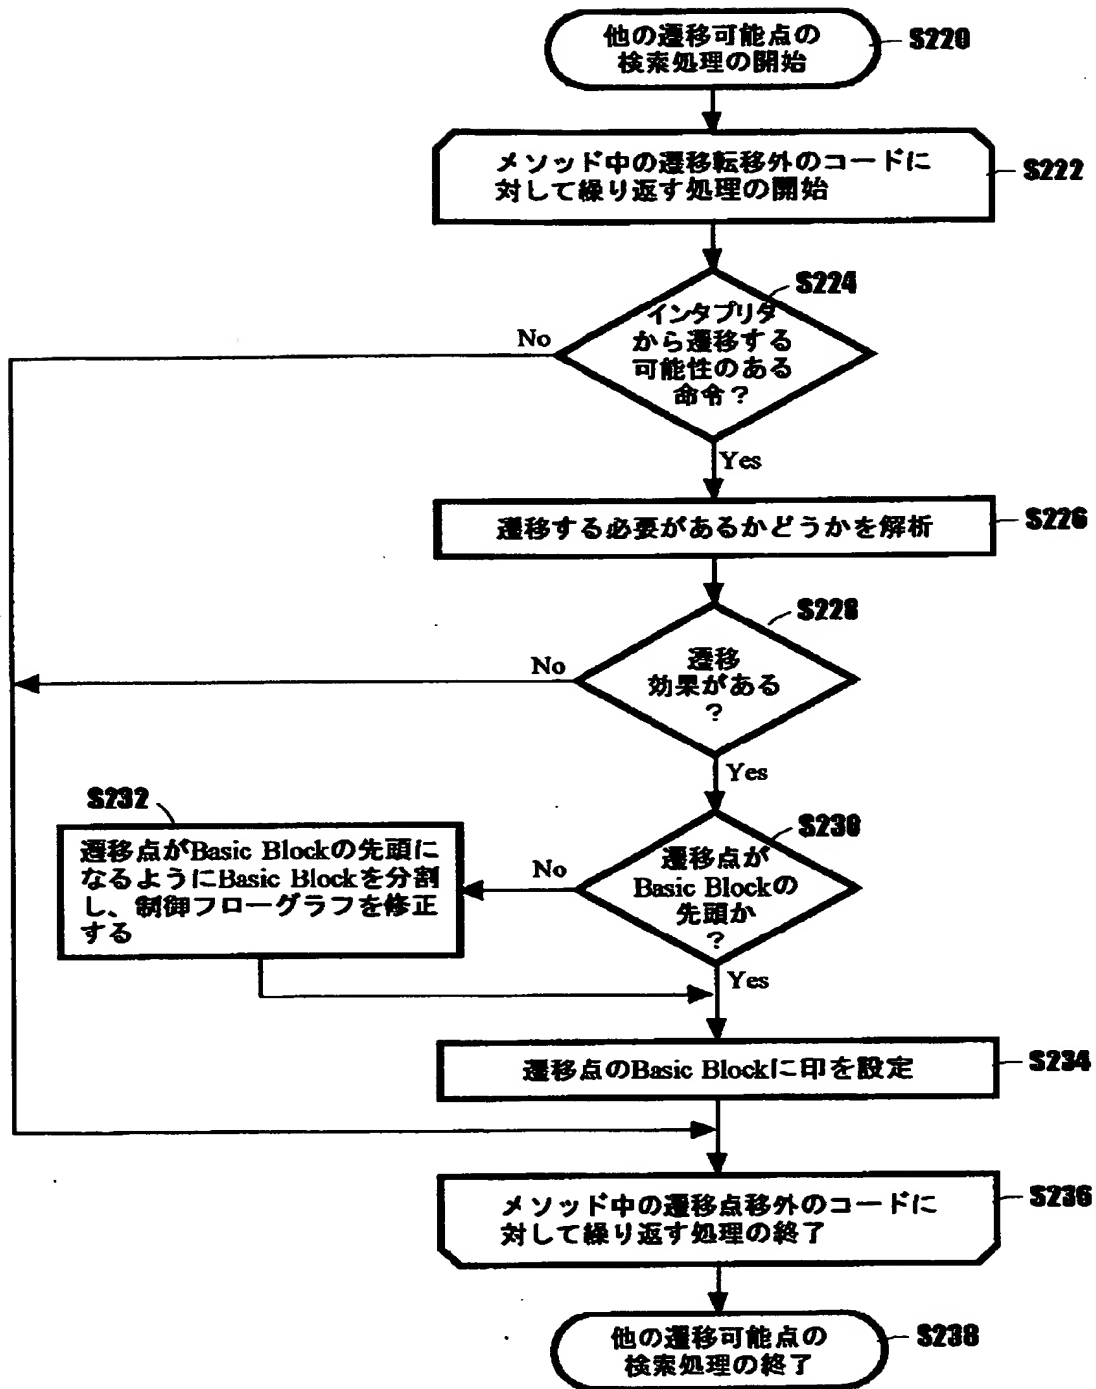 他の遷移可能点の
検索処理の開始
S220
メソッド中の遷移転移外のコードに
対して繰り返す処理の開始
S222
S224
インタプリタ
から遷移する
可能性のある
命令？
No
Yes
遷移する必要があるかどうかを解析
S226
S228
遷移
効果がある
？
No
Yes
S230
遷移点が
Basic Blockの
先頭か
？
No
Yes
S232
遷移点がBasic Blockの先頭に
なるようにBasic Blockを分割
し、制御フローグラフを修正
する
遷移点のBasic Blockに印を設定
S234
メソッド中の遷移点移外のコードに
対して繰り返す処理の終了
S236
他の遷移可能点の
検索処理の終了
S238